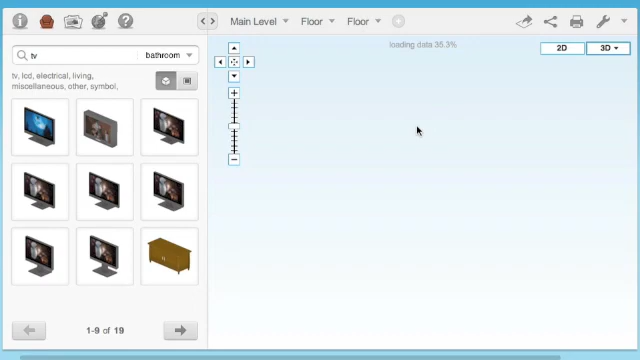 Main Level
Floor
Floor
loading data 35.3%
2D
3D
tv
bathroom
tv, lcd, electrical, living,
miscellaneous, other, symbol,
1-9 of 19